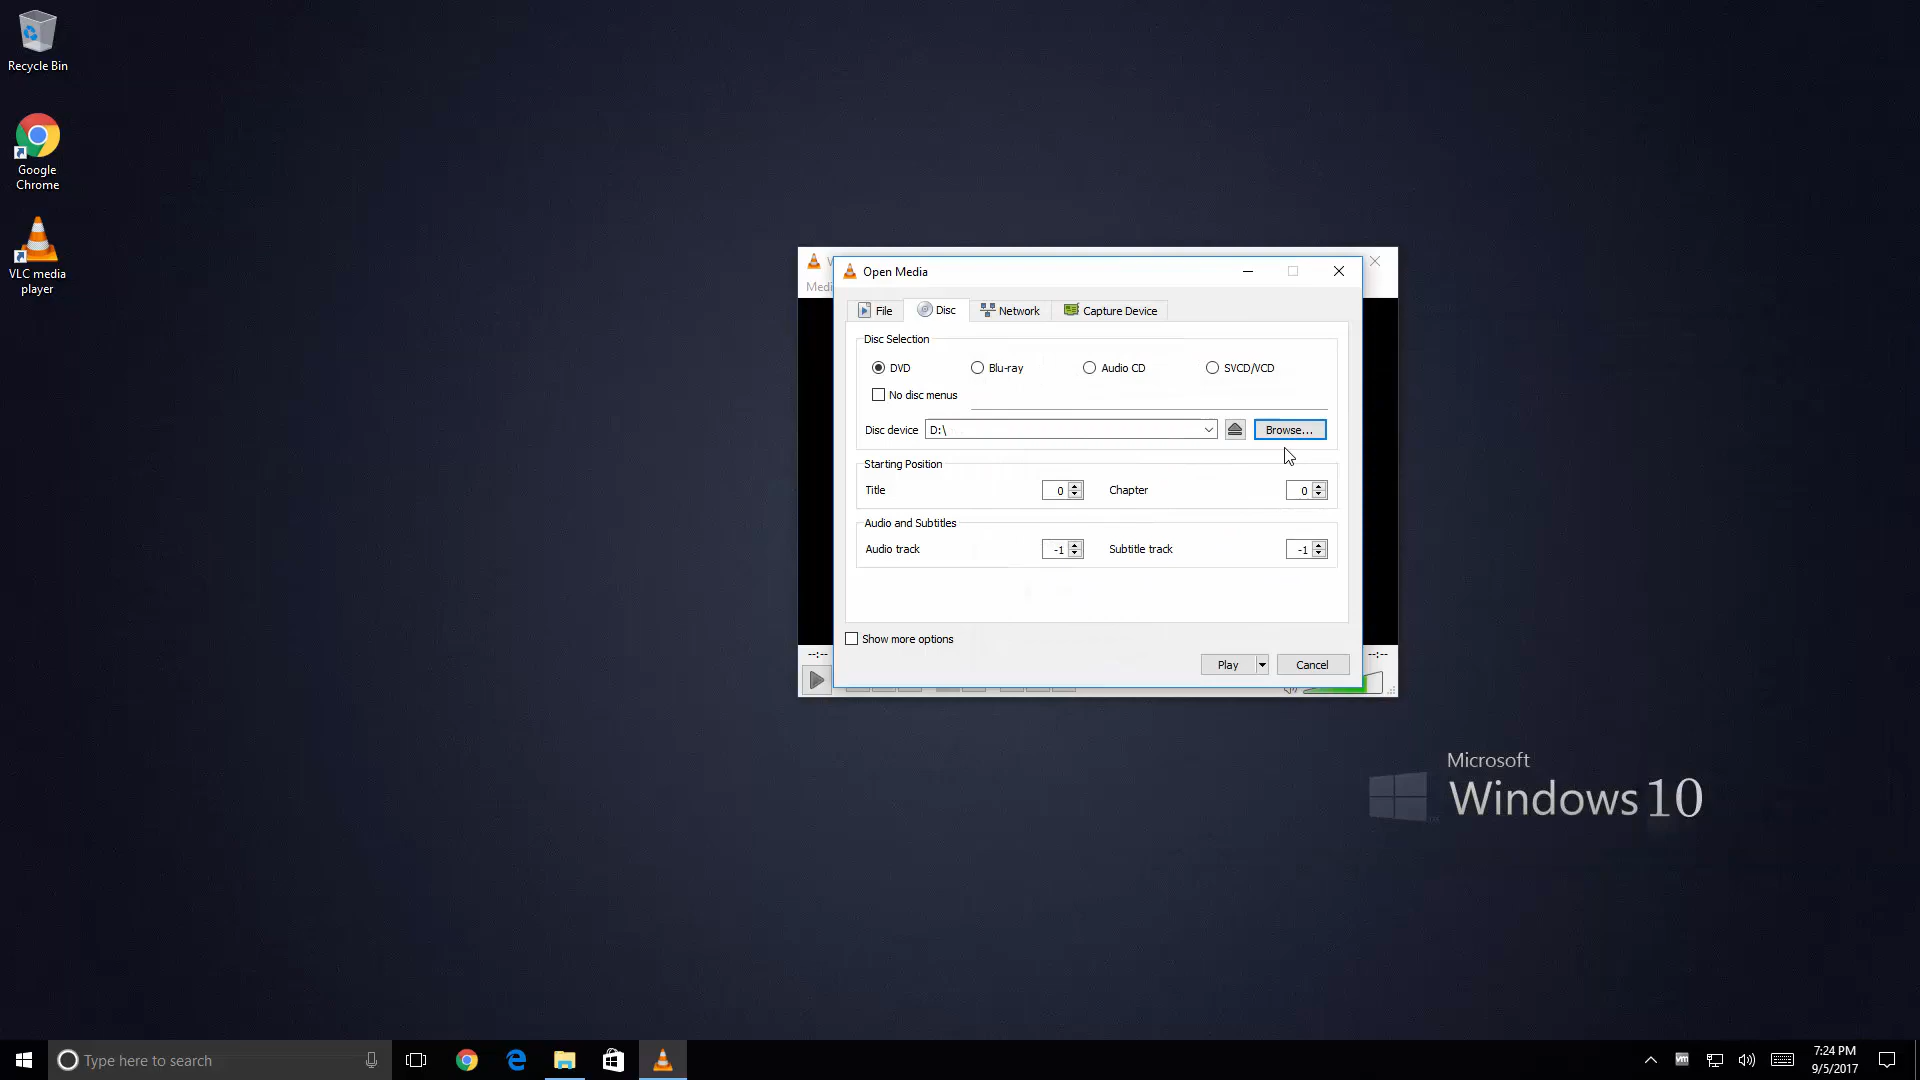 Recycle Bin
Google
Chrome
VLC media
player
Medi
Open Media
File
Disc
Network
Capture Device
Disc Selection
DVD
Blu-ray
Audio CD
SVCD/VCD
No disc menus
Disc device
D:\
Browse...
Starting Position
Title
0
Chapter
0
Audio and Subtitles
Audio track
-1
Subtitle track
-1
Show more options
Play
Cancel
--:--
--:--
Microsoft
Windows 10
Type here to search
vm
7:24 PM
9/5/2017